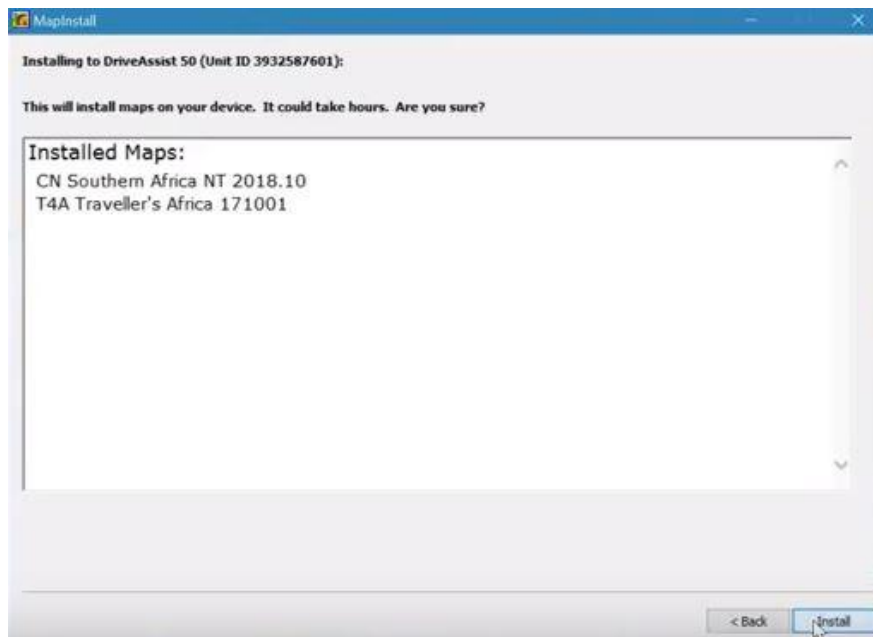 MapInstall
Installing to DriveAssist 50 (Unit ID 3932587601):
This will install maps on your device. It could take hours. Are you sure?
Installed Maps:
CN Southern Africa NT 2018.10
T4A Traveller's Africa 171001
< Back
Install